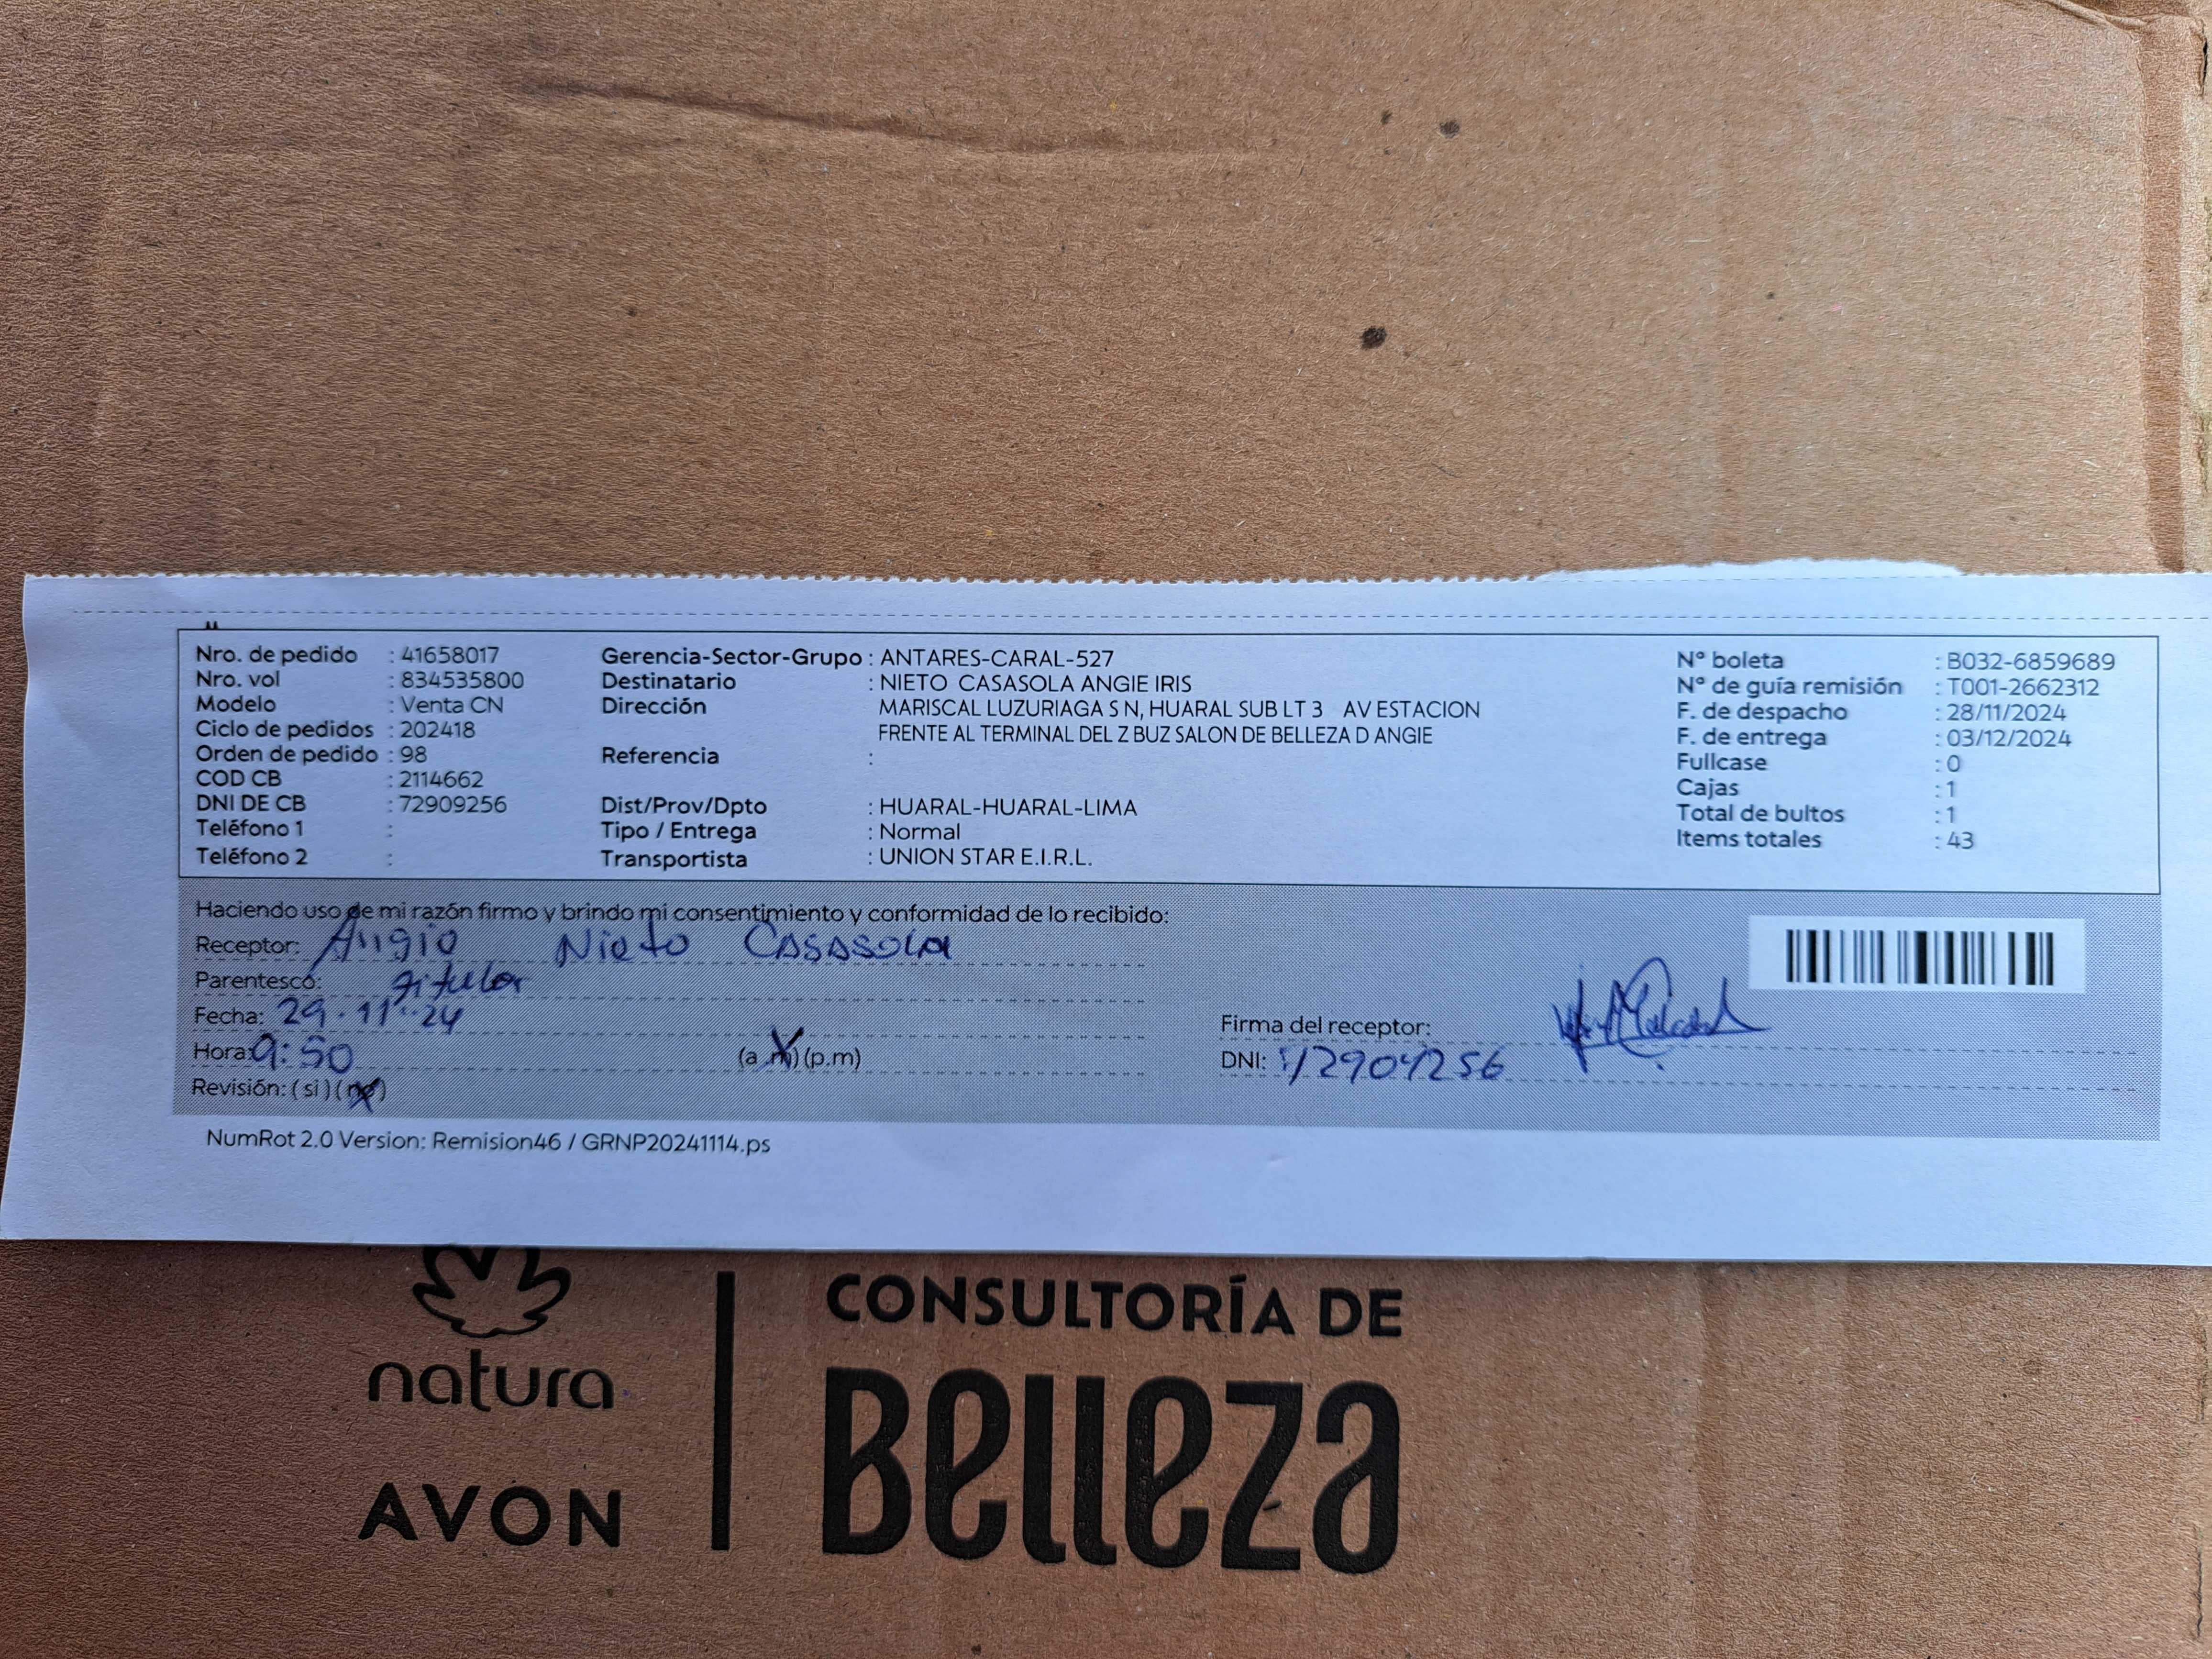 Nro. de pedido : 41658017 Gerencia-Sector-Grupo : ANTARES-CARAL-527 N° boleta : B032-6859689
Nro. vol : 834535800 Destinatario : NIETO CASASOLA ANGIE IRIS N° de guía remisión : T001-2662312
Modelo : Venta CN Dirección MARISCAL LUZURIAGA S N, HUARAL SUB LT 3 AV ESTACION F. de despacho : 28/11/2024
Ciclo de pedidos : 202418 FRENTE AL TERMINAL DEL Z BUZ SALON DE BELLEZA D ANGIE F. de entrega : 03/12/2024
Orden de pedido : 98 Referencia : Fullcase : 0
COD CB : 2114662 Cajas : 1
DNI DE CB : 72909256 Dist/Prov/Dpto : HUARAL-HUARAL-LIMA Total de bultos : 1
Teléfono 1 : Tipo / Entrega : Normal Items totales : 43
Teléfono 2 : Transportista : UNION STAR E.I.R.L.
Haciendo uso de mi razón firmo y brindo mi consentimiento y conformidad de lo recibido:
Receptor: Angie Nieto Casasola
Parentesco: titular
Fecha: 29-11-24 Firma del receptor:
Hora: 9:50 (a.m) (p.m) DNI: 72909256
Revisión: ( si ) ( no )
NumRot 2.0 Version: Remision46 / GRNP20241114.ps
natura
AVON
CONSULTORÍA DE
BELLEZA